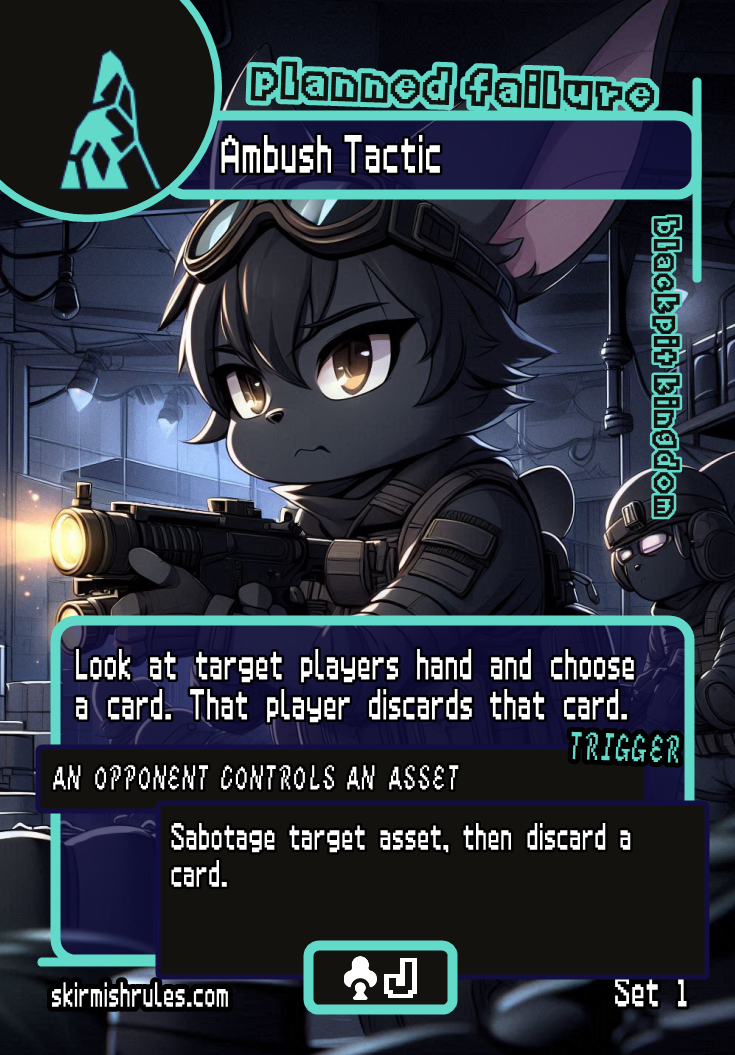 planned failure
Ambush Tactic
blackpit kingdom
Look at target players hand and choose
a card. That player discards that card.
TRIGGER
AN OPPONENT CONTROLS AN ASSET
Sabotage target asset, then discard a
card.
♣J
skirmishrules.com
Set 1